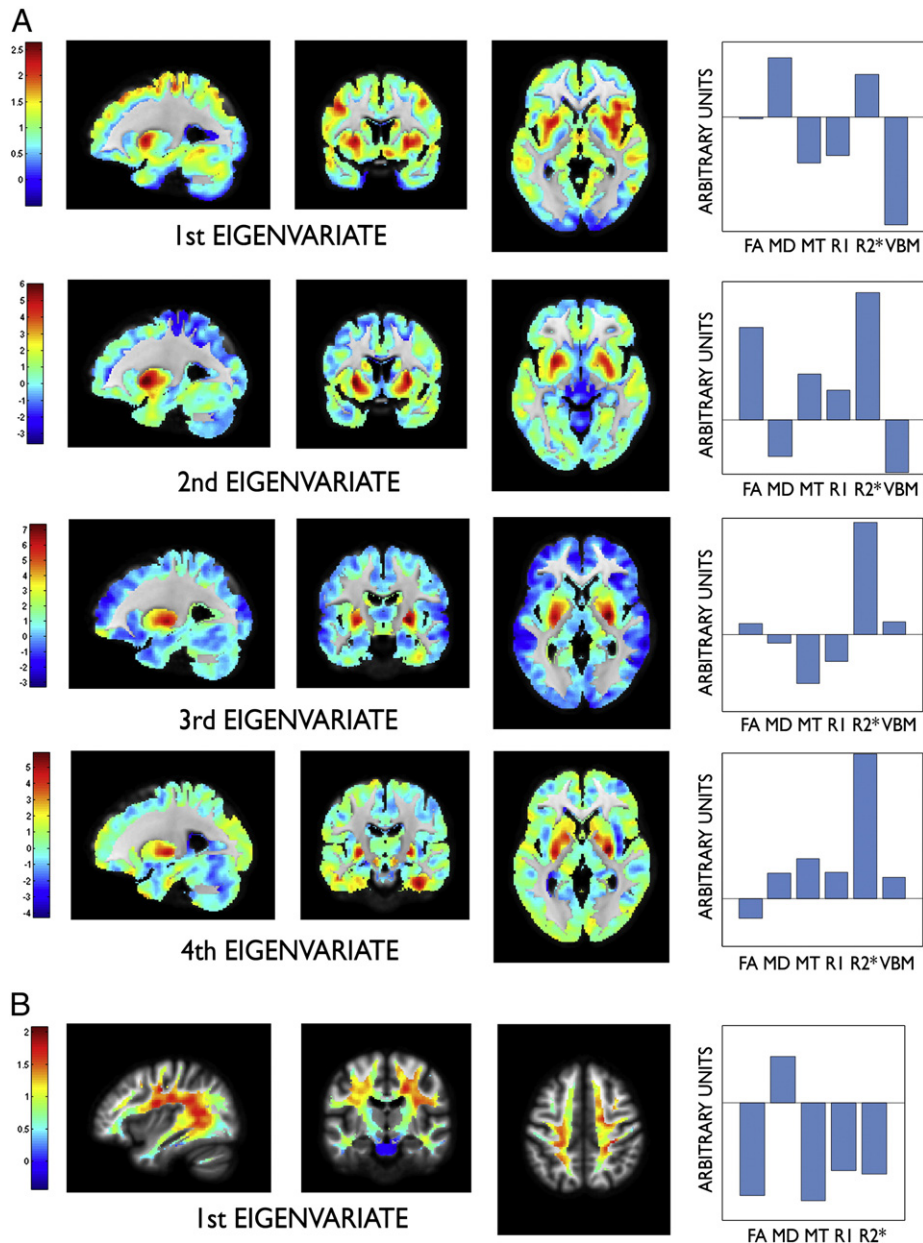 A
2.5
2
1.5
1
0.5
0
1st EIGENVARIATE
ARBITRARY UNITS
FA MD MT R1 R2* VBM
6
5
4
3
2
1
0
-1
-2
-3
2nd EIGENVARIATE
ARBITRARY UNITS
FA MD MT R1 R2* VBM
7
6
5
4
3
2
1
0
-1
-2
-3
3rd EIGENVARIATE
ARBITRARY UNITS
FA MD MT R1 R2* VBM
5
4
3
2
1
0
-1
-2
-3
-4
4th EIGENVARIATE
ARBITRARY UNITS
FA MD MT R1 R2* VBM
B
2
1.5
1
0.5
0
1st EIGENVARIATE
ARBITRARY UNITS
FA MD MT R1 R2*